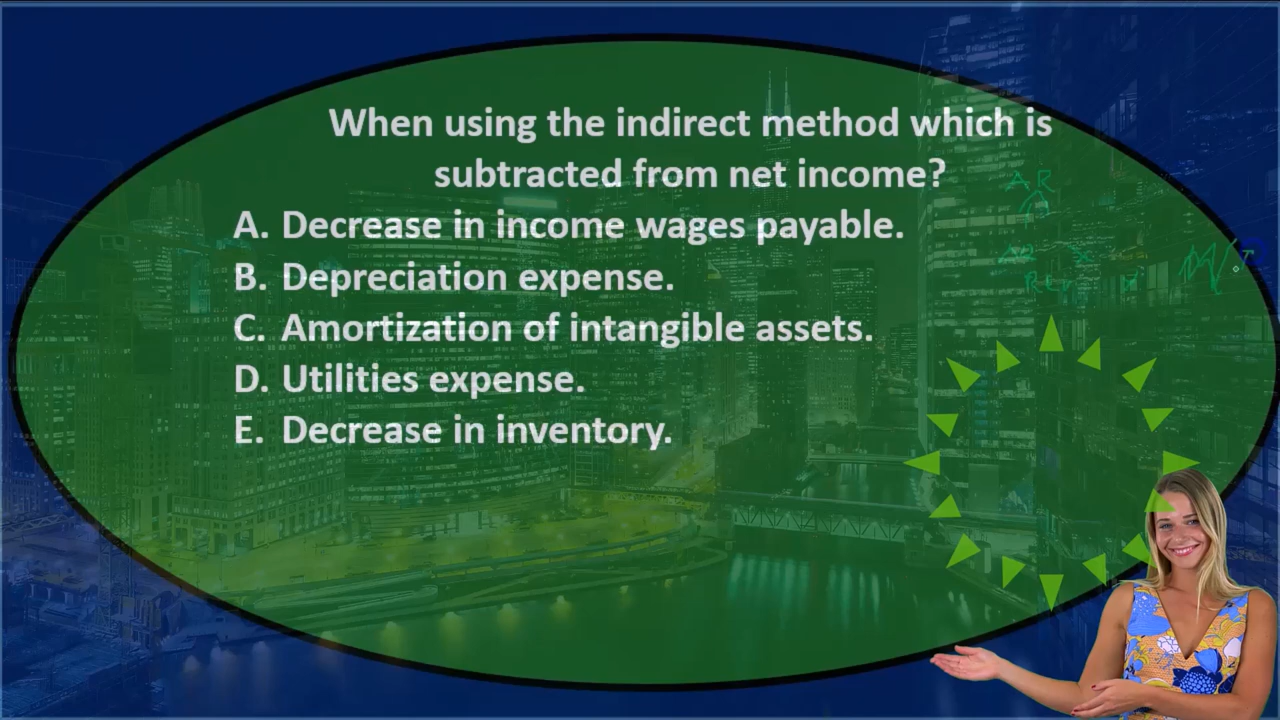 When using the indirect method which is
subtracted from net income?
A. Decrease in income wages payable.
B. Depreciation expense.
C. Amortization of intangible assets.
D. Utilities expense.
E. Decrease in inventory.
AR